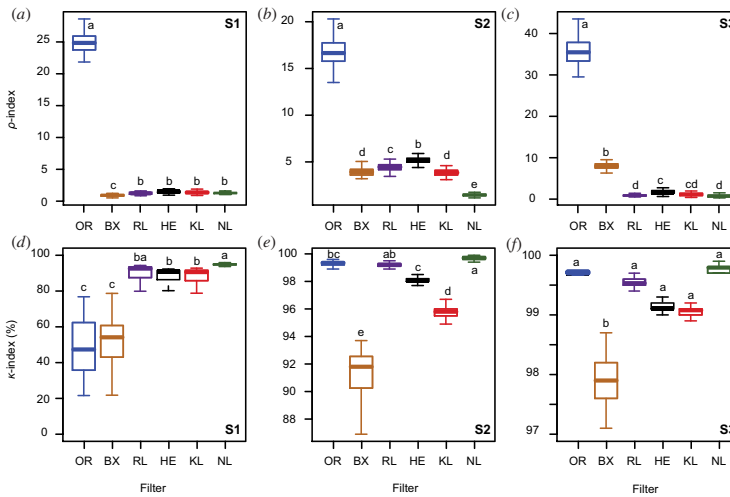 (a) S1
(b) S2
(c) S3
ρ-index
25
20
15
10
5
0
a
c
b
b
b
b
20
15
10
5
a
d
c
b
d
e
40
30
20
10
0
a
b
d
c
cd
d
OR BX RL HE KL NL
OR BX RL HE KL NL
OR BX RL HE KL NL
(d)
(e)
(f)
κ-index (%)
100
80
60
40
20
0
c
c
ba
b
b
a
S1
100
98
96
94
92
90
88
bc
e
ab
c
d
a
S2
100
99
98
97
a
b
a
a
a
a
S3
OR BX RL HE KL NL
OR BX RL HE KL NL
OR BX RL HE KL NL
Filter
Filter
Filter